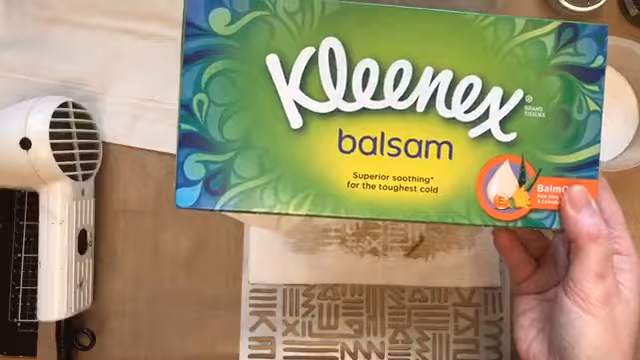 Kleenex®
BRAND
TISSUES
balsam
Superior soothing*
for the toughest cold
Balm
E